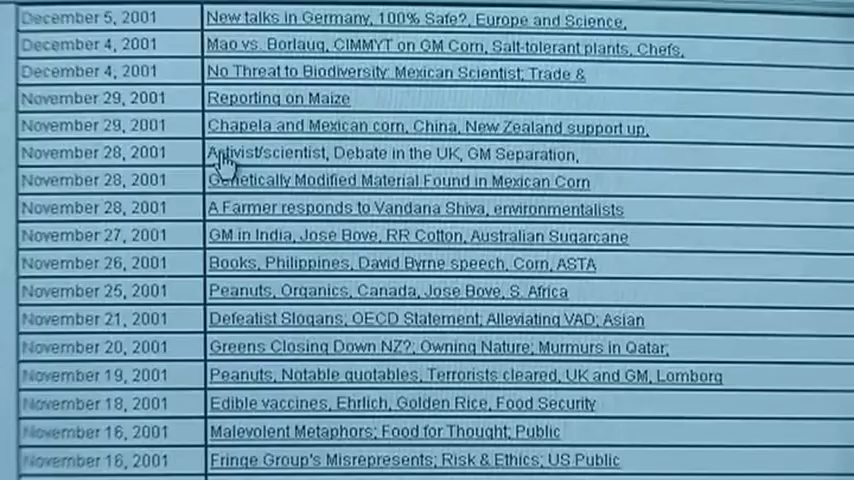 December 5, 2001 New talks in Germany, 100% Safe?, Europe and Science,
December 4, 2001 Mao vs. Borlaug, CIMMYT on GM Corn, Salt-tolerant plants, Chefs,
December 4, 2001 No Threat to Biodiversity: Mexican Scientist; Trade &
November 29, 2001 Reporting on Maize
November 29, 2001 Chapela and Mexican corn, China, New Zealand support up,
November 28, 2001 Activist/scientist, Debate in the UK, GM Separation,
November 28, 2001 Genetically Modified Material Found in Mexican Corn
November 28, 2001 A Farmer responds to Vandana Shiva, environmentalists
November 27, 2001 GM in India, Jose Bove, RR Cotton, Australian Sugarcane
November 26, 2001 Books, Philippines, David Byrne speech, Corn, ASTA
November 25, 2001 Peanuts, Organics, Canada, Jose Bove, S. Africa
November 21, 2001 Defeatist Slogans; OECD Statement; Alleviating VAD; Asian
November 20, 2001 Greens Closing Down NZ?; Owning Nature; Murmurs in Qatar;
November 19, 2001 Peanuts, Notable quotables, Terrorists cleared, UK and GM, Lomborg
November 18, 2001 Edible vaccines, Ehrlich, Golden Rice, Food Security
November 16, 2001 Malevolent Metaphors; Food for Thought; Public
November 16, 2001 Fringe Group's Misrepresents; Risk & Ethics; US Public